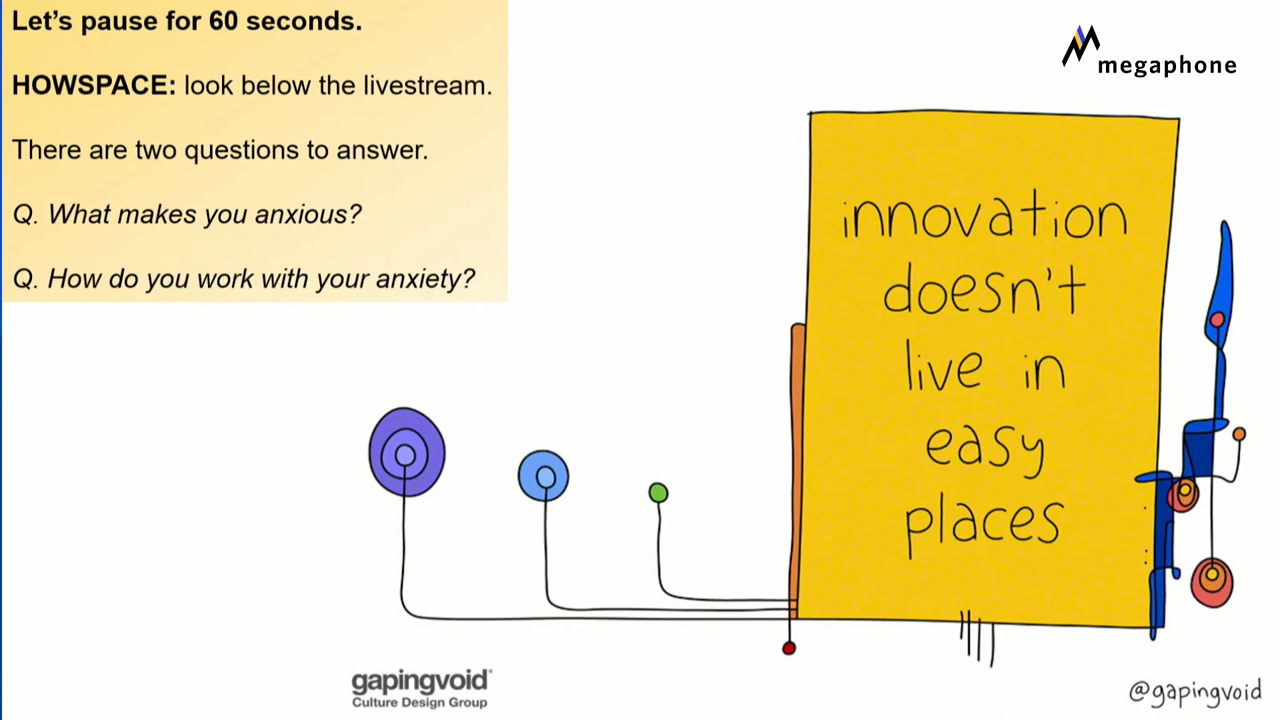 Let's pause for 60 seconds.
HOWSPACE: look below the livestream.
There are two questions to answer.
Q. What makes you anxious?
Q. How do you work with your anxiety?
megaphone
innovation
doesn't
live in
easy
places
gapingvoid®
Culture Design Group
@gapingvoid